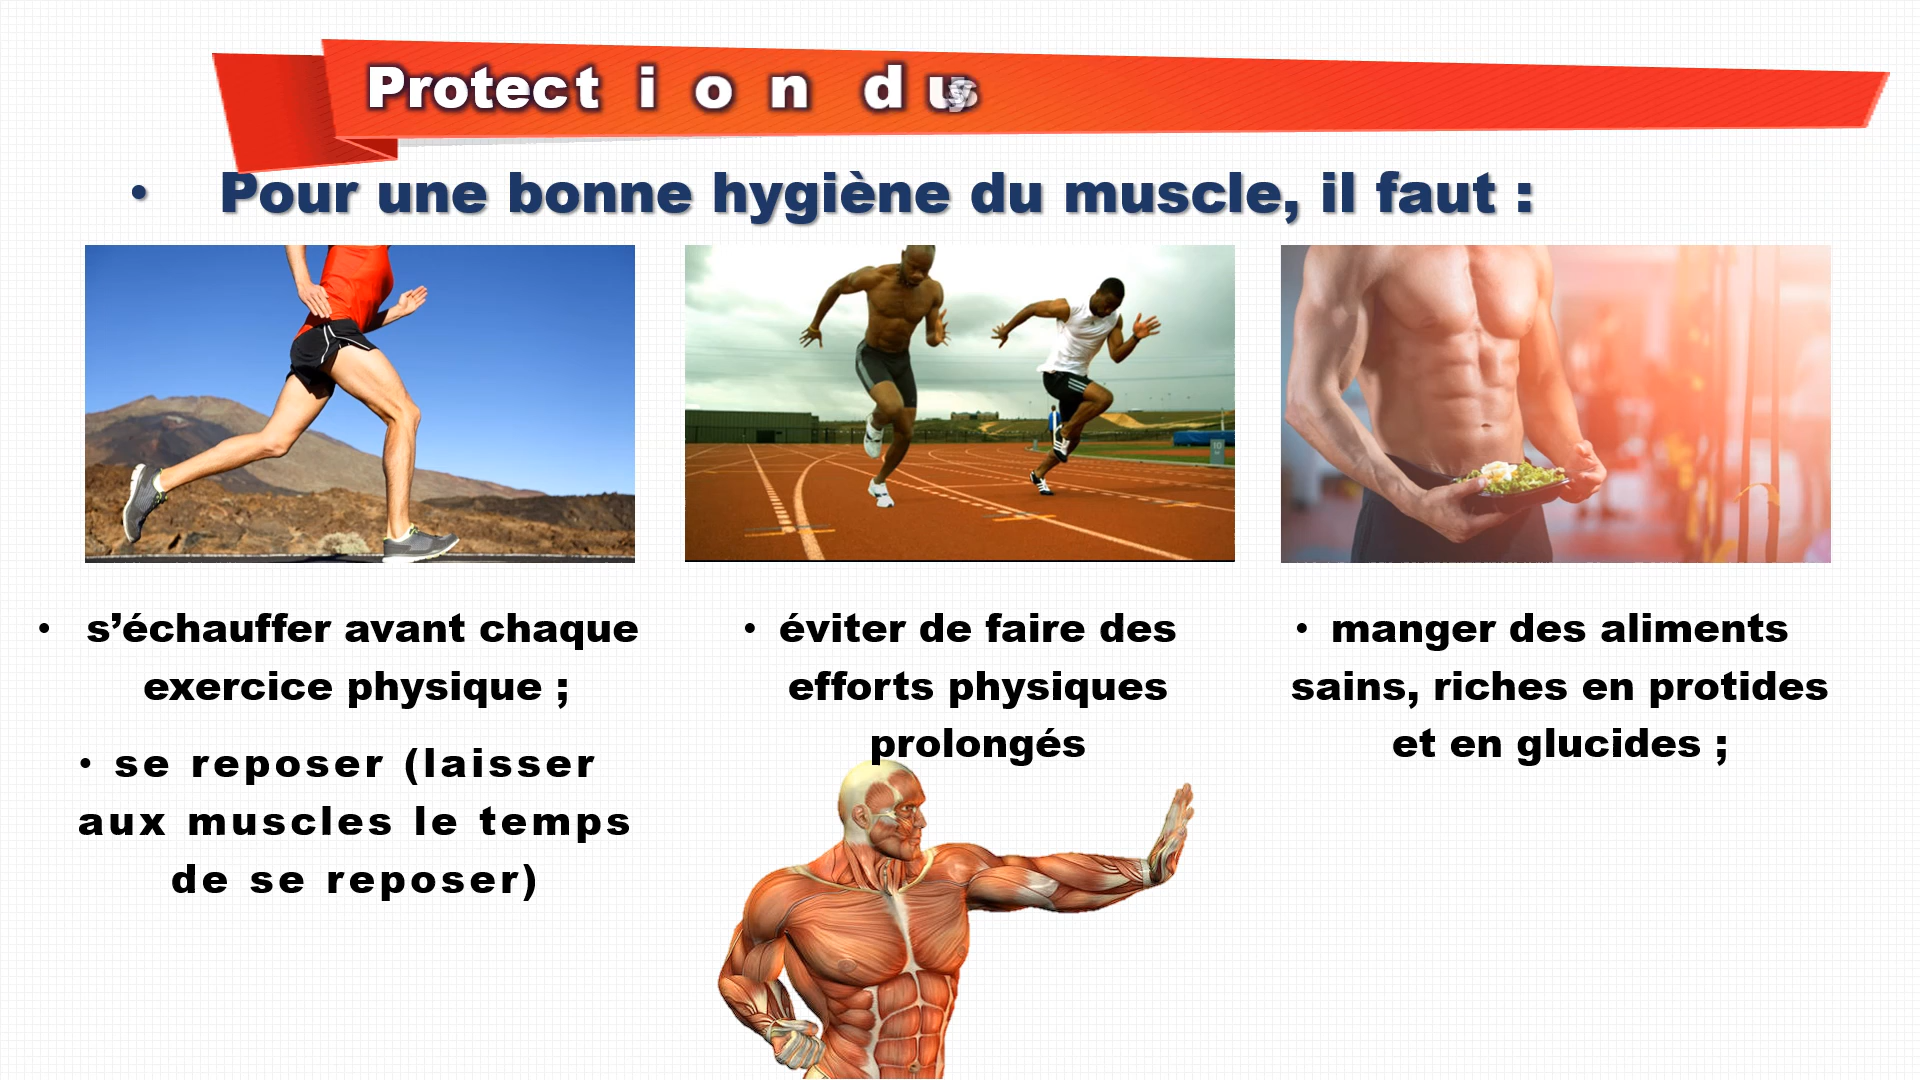 Protection du
• Pour une bonne hygiène du muscle, il faut :
• s’échauffer avant chaque
exercice physique ;
• se reposer (laisser
aux muscles le temps
de se reposer)
• éviter de faire des
efforts physiques
prolongés
• manger des aliments
sains, riches en protides
et en glucides ;